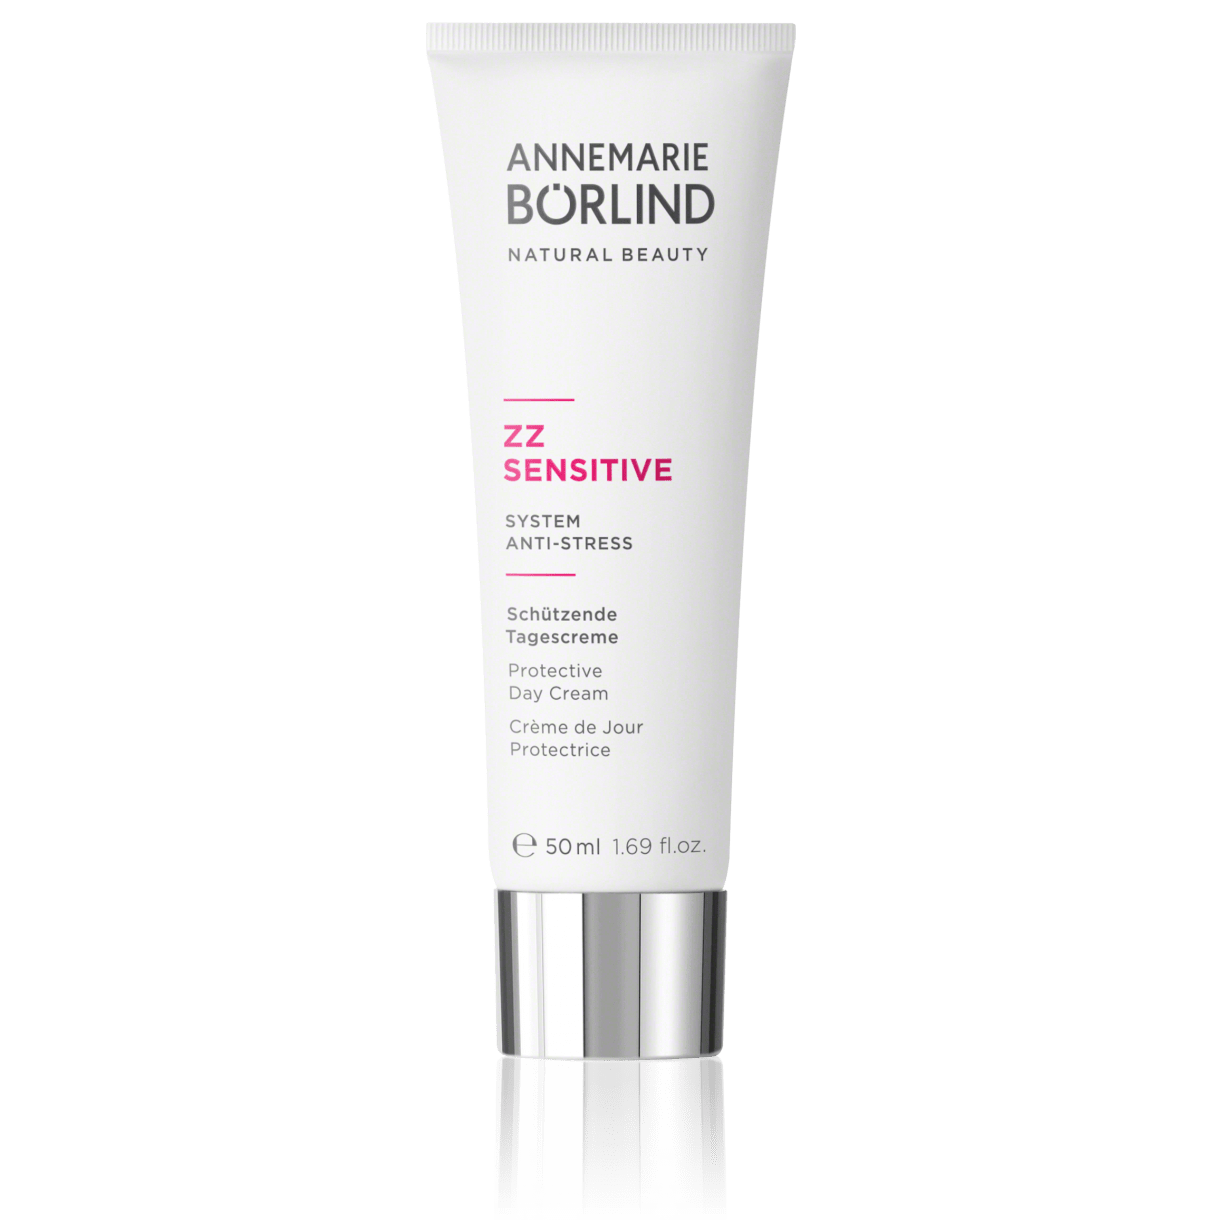 ANNEMARIE
BÖRLIND
NATURAL BEAUTY
ZZ
SENSITIVE
SYSTEM
ANTI-STRESS
Schützende
Tagescreme
Protective
Day Cream
Crème de Jour
Protectrice
℮ 50 ml 1.69 fl.oz.